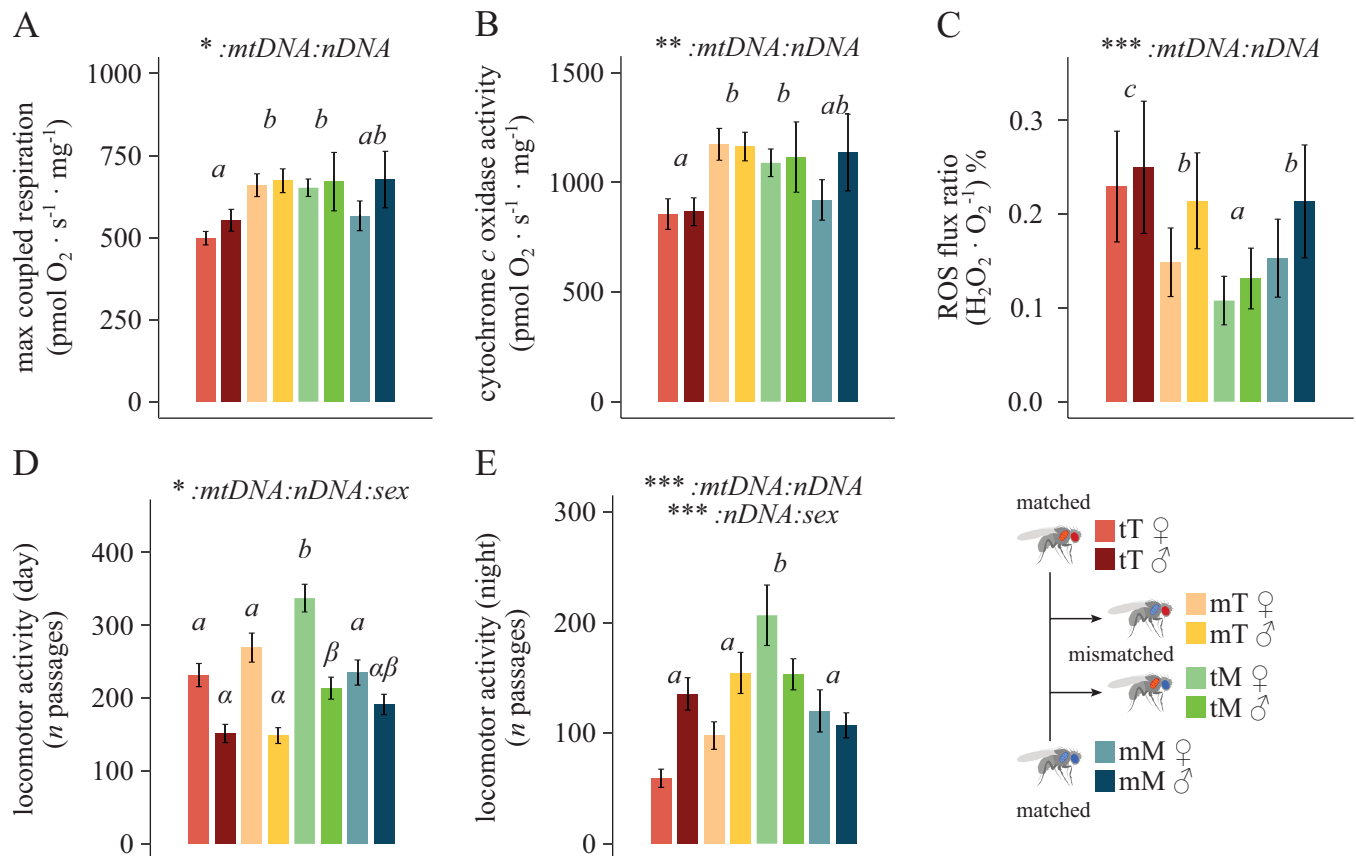 A
* :mtDNA:nDNA
max coupled respiration
(pmol O₂ · s⁻¹ · mg⁻¹)
1000
750
500
250
0
a
b
b
ab
B
** :mtDNA:nDNA
cytochrome c oxidase activity
(pmol O₂ · s⁻¹ · mg⁻¹)
1500
1000
500
0
a
b
b
ab
C
*** :mtDNA:nDNA
ROS flux ratio
(H₂O₂ · O₂⁻¹) %
0.3
0.2
0.1
0.0
c
b
a
b
D
* :mtDNA:nDNA:sex
locomotor activity (day)
(n passages)
400
300
200
100
0
a
α
a
α
b
β
a
αβ
E
*** :mtDNA:nDNA
*** :nDNA:sex
locomotor activity (night)
(n passages)
300
200
100
0
a
a
b
a
matched
tT ♀
tT ♂
mT ♀
mT ♂
mismatched
tM ♀
tM ♂
mM ♀
mM ♂
matched